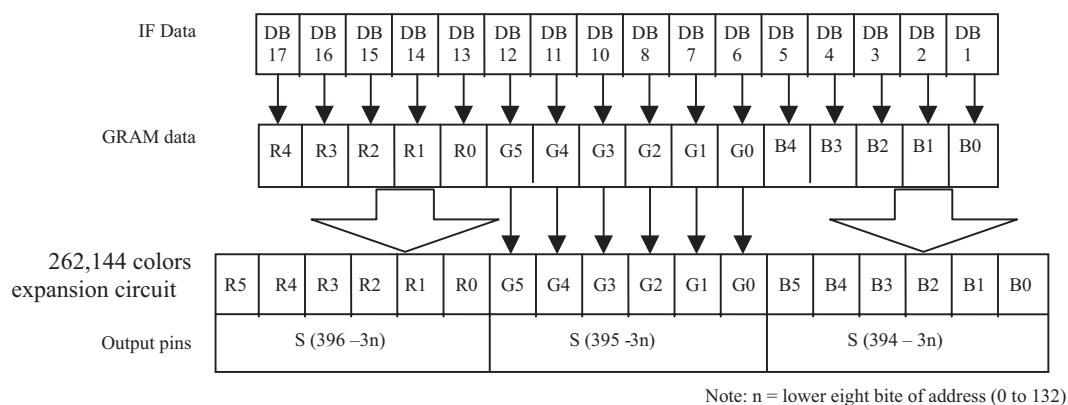 IF Data
DB 17 DB 16 DB 15 DB 14 DB 13 DB 12 DB 11 DB 10 DB 8 DB 7 DB 6 DB 5 DB 4 DB 3 DB 2 DB 1
GRAM data
R4 R3 R2 R1 R0 G5 G4 G3 G2 G1 G0 B4 B3 B2 B1 B0
262,144 colors
expansion circuit
R5 R4 R3 R2 R1 R0 G5 G4 G3 G2 G1 G0 B5 B4 B3 B2 B1 B0
Output pins
S (396 –3n) S (395 -3n) S (394 – 3n)
Note: n = lower eight bite of address (0 to 132)